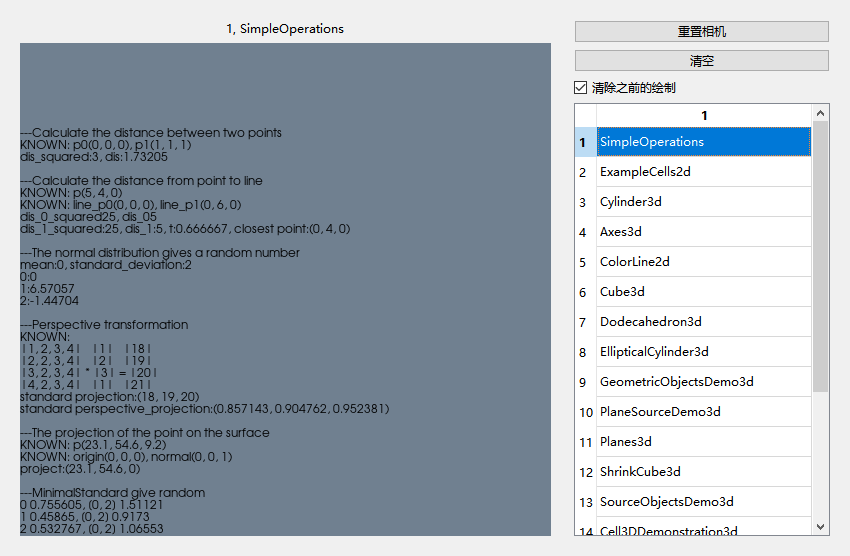 1, SimpleOperations
---Calculate the distance between two points
KNOWN: p0(0, 0, 0), p1(1, 1, 1)
dis_squared:3, dis:1.73205
---Calculate the distance from point to line
KNOWN: p(5, 4, 0)
KNOWN: line_p0(0, 0, 0), line_p1(0, 6, 0)
dis_0_squared25, dis_05
dis_1_squared:25, dis_1:5, t:0.666667, closest point:(0, 4, 0)
---The normal distribution gives a random number
mean:0, standard_deviation:2
0:0
1:6.57057
2:-1.44704
---Perspective transformation
KNOWN:
|1, 2, 3, 4| |1| |18|
|2, 2, 3, 4| |2| |19|
|3, 2, 3, 4| * |3| = |20|
|4, 2, 3, 4| |1| |21|
standard projection:(18, 19, 20)
standard perspective_projection:(0.857143, 0.904762, 0.952381)
---The projection of the point on the surface
KNOWN: p(23.1, 54.6, 9.2)
KNOWN: origin(0, 0, 0), normal(0, 0, 1)
project:(23.1, 54.6, 0)
---MinimalStandard give random
0 0.755605, (0, 2) 1.51121
1 0.45865, (0, 2) 0.9173
2 0.532767, (0, 2) 1.06553
重置相机
清空
清除之前的绘制
1
1 SimpleOperations
2 ExampleCells2d
3 Cylinder3d
4 Axes3d
5 ColorLine2d
6 Cube3d
7 Dodecahedron3d
8 EllipticalCylinder3d
9 GeometricObjectsDemo3d
10 PlaneSourceDemo3d
11 Planes3d
12 ShrinkCube3d
13 SourceObjectsDemo3d
14 Cell3DDemonstration3d